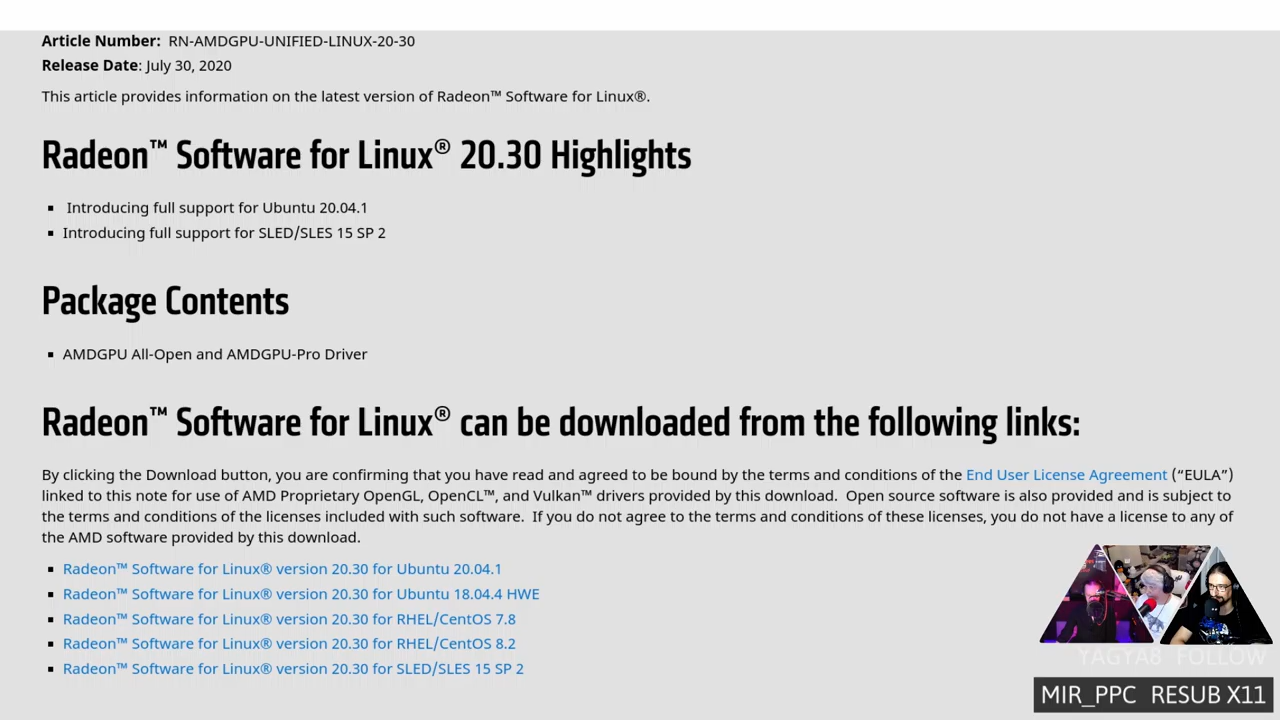 Article Number: RN-AMDGPU-UNIFIED-LINUX-20-30
Release Date: July 30, 2020
This article provides information on the latest version of Radeon™ Software for Linux®.
Radeon™ Software for Linux® 20.30 Highlights
▪ Introducing full support for Ubuntu 20.04.1
▪ Introducing full support for SLED/SLES 15 SP 2
Package Contents
▪ AMDGPU All-Open and AMDGPU-Pro Driver
Radeon™ Software for Linux® can be downloaded from the following links:
By clicking the Download button, you are confirming that you have read and agreed to be bound by the terms and conditions of the End User License Agreement (“EULA”)
linked to this note for use of AMD Proprietary OpenGL, OpenCL™, and Vulkan™ drivers provided by this download. Open source software is also provided and is subject to
the terms and conditions of the licenses included with such software. If you do not agree to the terms and conditions of these licenses, you do not have a license to any of
the AMD software provided by this download.
▪ Radeon™ Software for Linux® version 20.30 for Ubuntu 20.04.1
▪ Radeon™ Software for Linux® version 20.30 for Ubuntu 18.04.4 HWE
▪ Radeon™ Software for Linux® version 20.30 for RHEL/CentOS 7.8
▪ Radeon™ Software for Linux® version 20.30 for RHEL/CentOS 8.2
▪ Radeon™ Software for Linux® version 20.30 for SLED/SLES 15 SP 2
YAGYA8 FOLLOW
MIR_PPC RESUB X11